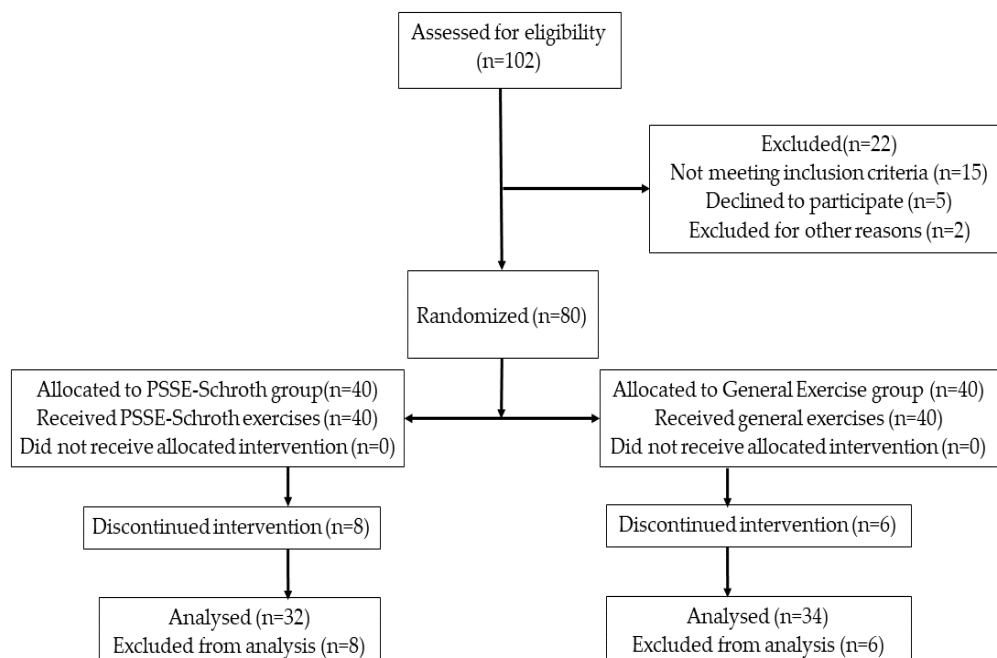 Assessed for eligibility
(n=102)
Excluded(n=22)
Not meeting inclusion criteria (n=15)
Declined to participate (n=5)
Excluded for other reasons (n=2)
Randomized (n=80)
Allocated to PSSE-Schroth group(n=40)
Received PSSE-Schroth exercises (n=40)
Did not receive allocated intervention (n=0)
Allocated to General Exercise group (n=40)
Received general exercises (n=40)
Did not receive allocated intervention (n=0)
Discontinued intervention (n=8)
Discontinued intervention (n=6)
Analysed (n=32)
Excluded from analysis (n=8)
Analysed (n=34)
Excluded from analysis (n=6)